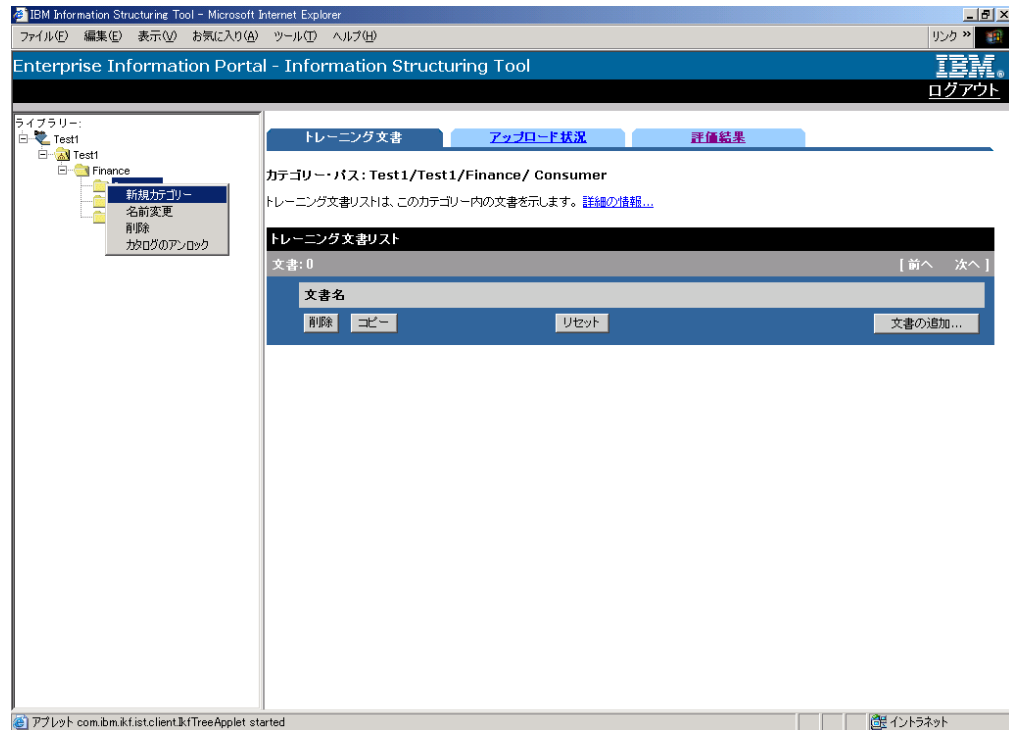 IBM Information Structuring Tool - Microsoft Internet Explorer
ファイル(F) 編集(E) 表示(V) お気に入り(A) ツール(T) ヘルプ(H) リンク »
Enterprise Information Portal - Information Structuring Tool
IBM
ログアウト
ライブラリー:
Test1
Test1
Finance
新規カテゴリー
名前変更
削除
カタログのアンロック
トレーニング文書 アップロード状況 評価結果
カテゴリー・パス: Test1/Test1/Finance/ Consumer
トレーニング文書リストは、このカテゴリー内の文書を示します。 詳細の情報...
トレーニング文書リスト
文書: 0 [ 前へ 次へ ]
文書名
削除 コピー リセット 文書の追加...
アプレット com.ibm.ikf.ist.client.IkfTreeApplet started イントラネット